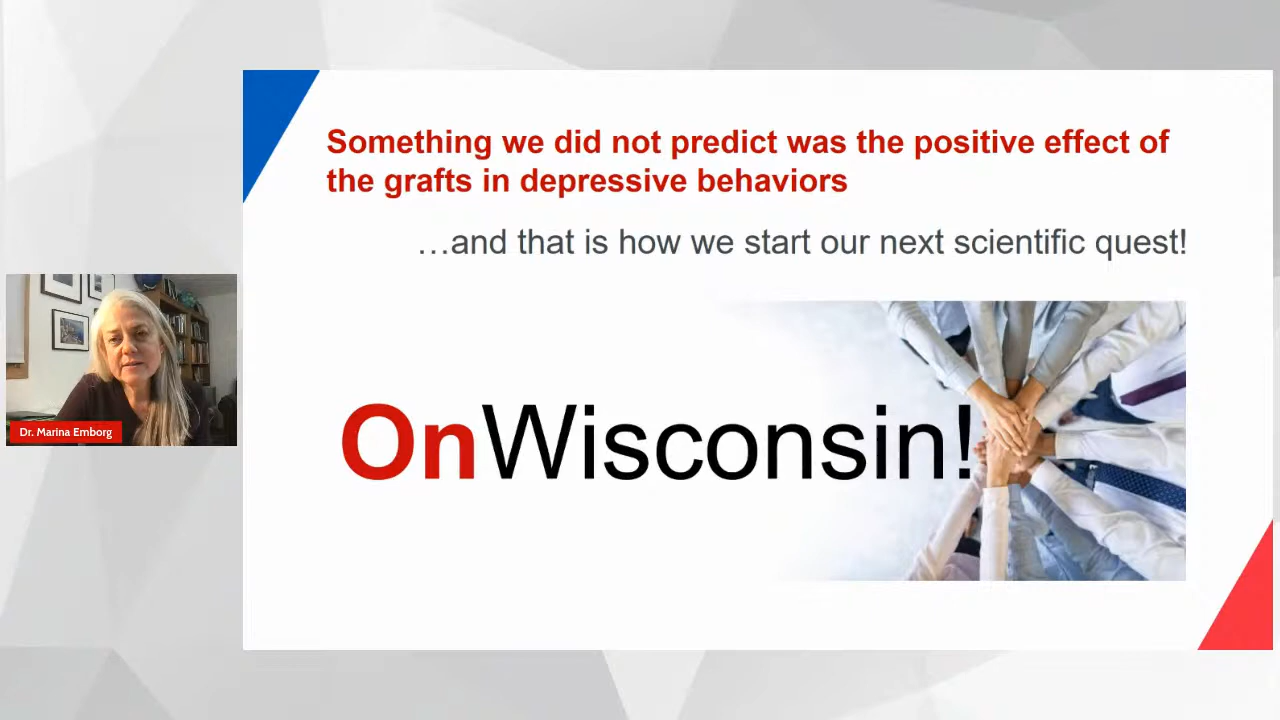 Something we did not predict was the positive effect of
the grafts in depressive behaviors
…and that is how we start our next scientific quest!
OnWisconsin!
Dr. Marina Emborg